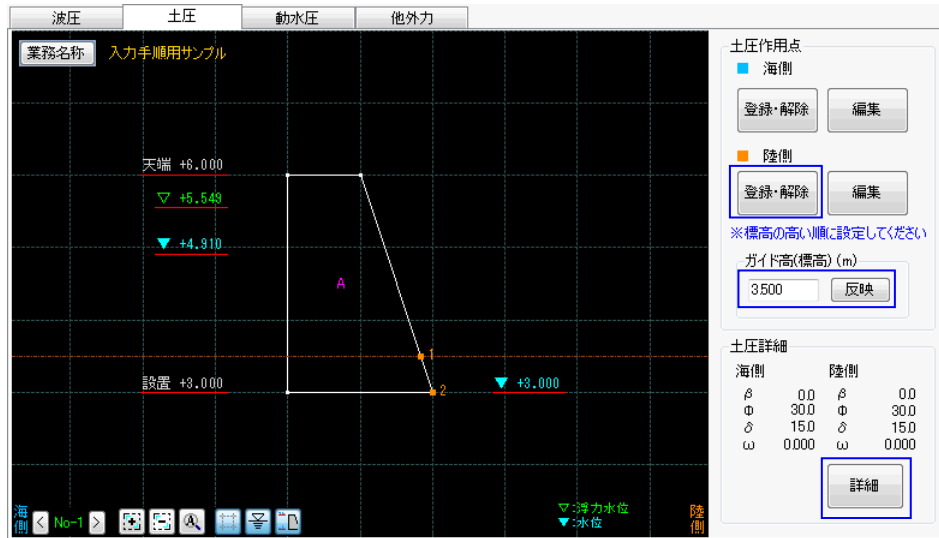 波圧 土圧 動水圧 他外力
業務名称 入力手順用サンプル
天端 +6.000
▽ +5.549
▼ +4.910
A
1
設置 +3.000
2
▼ +3.000
海側 < No-1 >
▽:浮力水位
▼:水位
陸側
土圧作用点
海側
登録・解除 編集
陸側
登録・解除 編集
※標高の高い順に設定してください
ガイド高(標高) (m)
3.500 反映
土圧詳細
海側 陸側
β 0.0 β 0.0
Φ 30.0 Φ 30.0
δ 15.0 δ 15.0
ω 0.000 ω 0.000
詳細